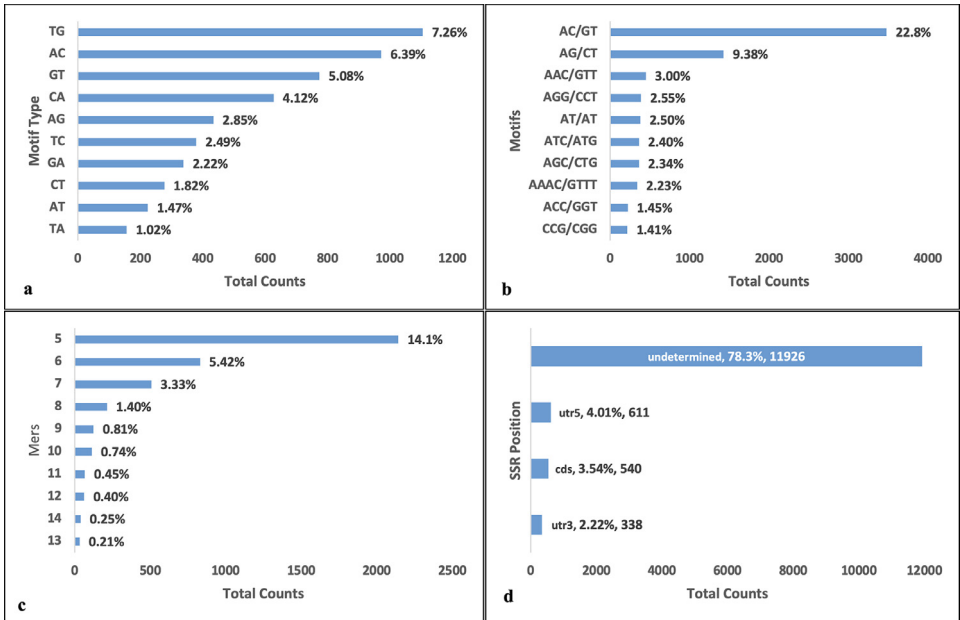 TG 7.26%
AC 6.39%
GT 5.08%
CA 4.12%
AG 2.85%
TC 2.49%
GA 2.22%
CT 1.82%
AT 1.47%
TA 1.02%
Motif Type
0 200 400 600 800 1000 1200
Total Counts
a
AC/GT 22.8%
AG/CT 9.38%
AAC/GTT 3.00%
AGG/CCT 2.55%
AT/AT 2.50%
ATC/ATG 2.40%
AGC/CTG 2.34%
AAAC/GTTT 2.23%
ACC/GGT 1.45%
CCG/CGG 1.41%
Motifs
0 1000 2000 3000 4000
Total Counts
b
5 14.1%
6 5.42%
7 3.33%
8 1.40%
9 0.81%
10 0.74%
11 0.45%
12 0.40%
14 0.25%
13 0.21%
Mers
0 500 1000 1500 2000 2500
Total Counts
c
undetermined, 78.3%, 11926
utr5, 4.01%, 611
cds, 3.54%, 540
utr3, 2.22%, 338
SSR Position
0 2000 4000 6000 8000 10000 12000
Total Counts
d